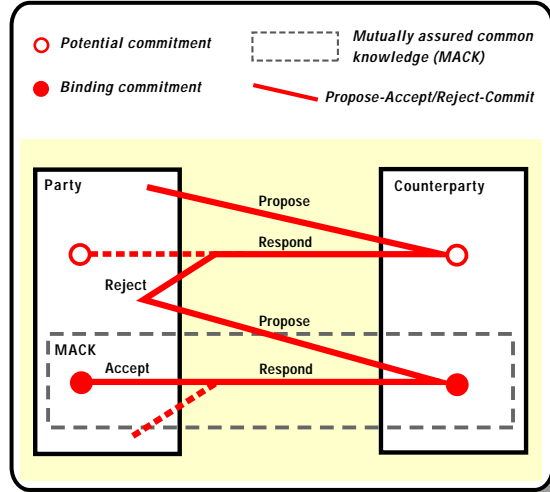 Potential commitment
Mutually assured common
knowledge (MACK)
Binding commitment
Propose-Accept/Reject-Commit
Party
Counterparty
Propose
Respond
Reject
Propose
MACK
Accept
Respond